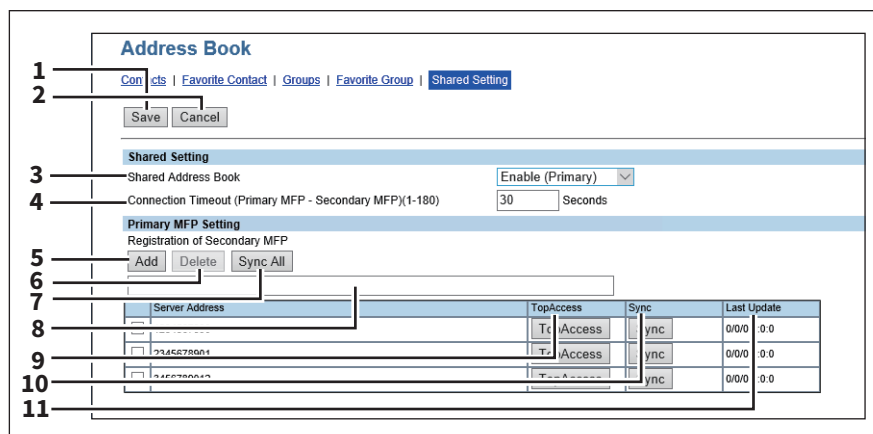 Address Book
1
Contacts | Favorite Contact | Groups | Favorite Group | Shared Setting
2
Save Cancel
Shared Setting
3 Shared Address Book Enable (Primary)
4 Connection Timeout (Primary MFP - Secondary MFP)(1-180) 30 Seconds
Primary MFP Setting
Registration of Secondary MFP
5 Add Delete Sync All
6
7
Server Address TopAccess Sync Last Update
8
TopAccess Sync 0/0/0 :0:0
9
2345678901 TopAccess Sync 0/0/0 :0:0
10
TopAccess Sync 0/0/0 :0:0
11